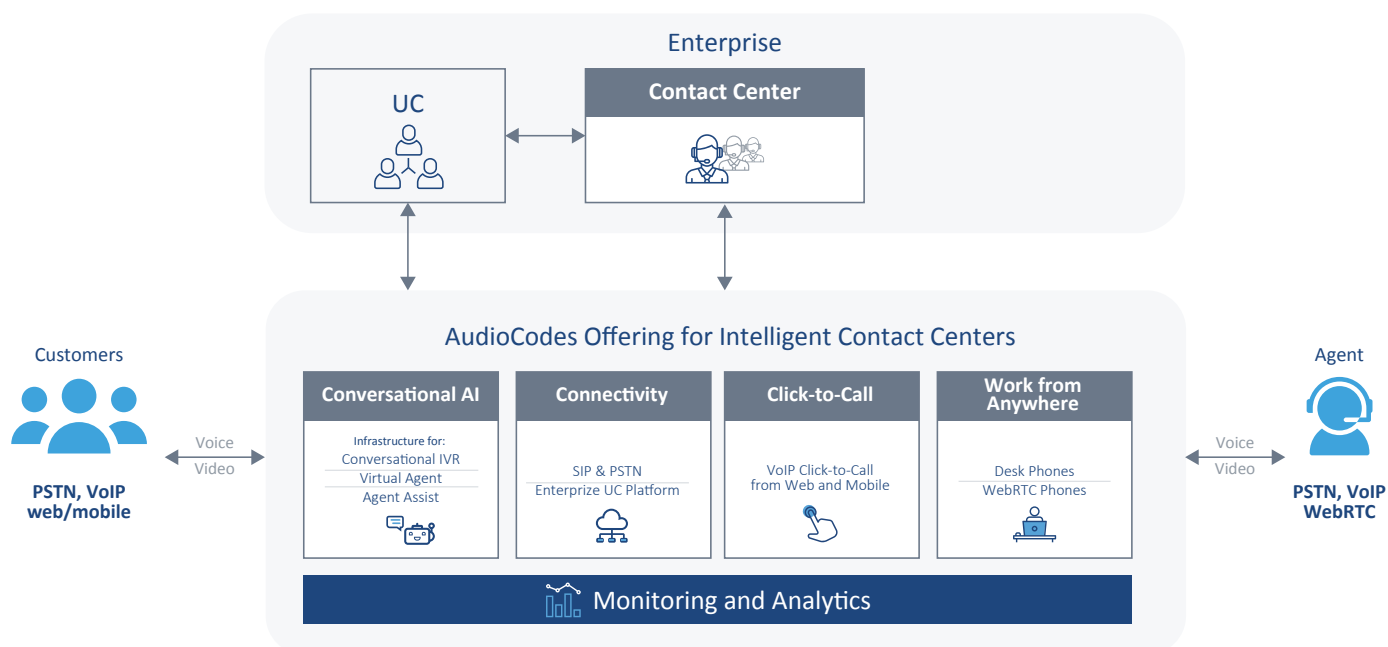 Enterprise
UC
Contact Center
AudioCodes Offering for Intelligent Contact Centers
Customers
PSTN, VoIP
web/mobile
Voice
Video
Conversational AI
Infrastructure for:
Conversational IVR
Virtual Agent
Agent Assist
Connectivity
SIP & PSTN
Enterprize UC Platform
Click-to-Call
VoIP Click-to-Call
from Web and Mobile
Work from
Anywhere
Desk Phones
WebRTC Phones
Voice
Video
Agent
PSTN, VoIP
WebRTC
Monitoring and Analytics